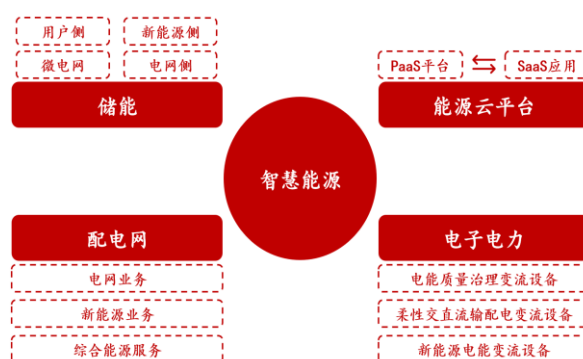 用户侧
新能源侧
微电网
电网侧
储能
PaaS平台
SaaS应用
能源云平台
智慧能源
配电网
电网业务
新能源业务
综合能源服务
电子电力
电能质量治理变流设备
柔性交直流输配电变流设备
新能源电能变流设备